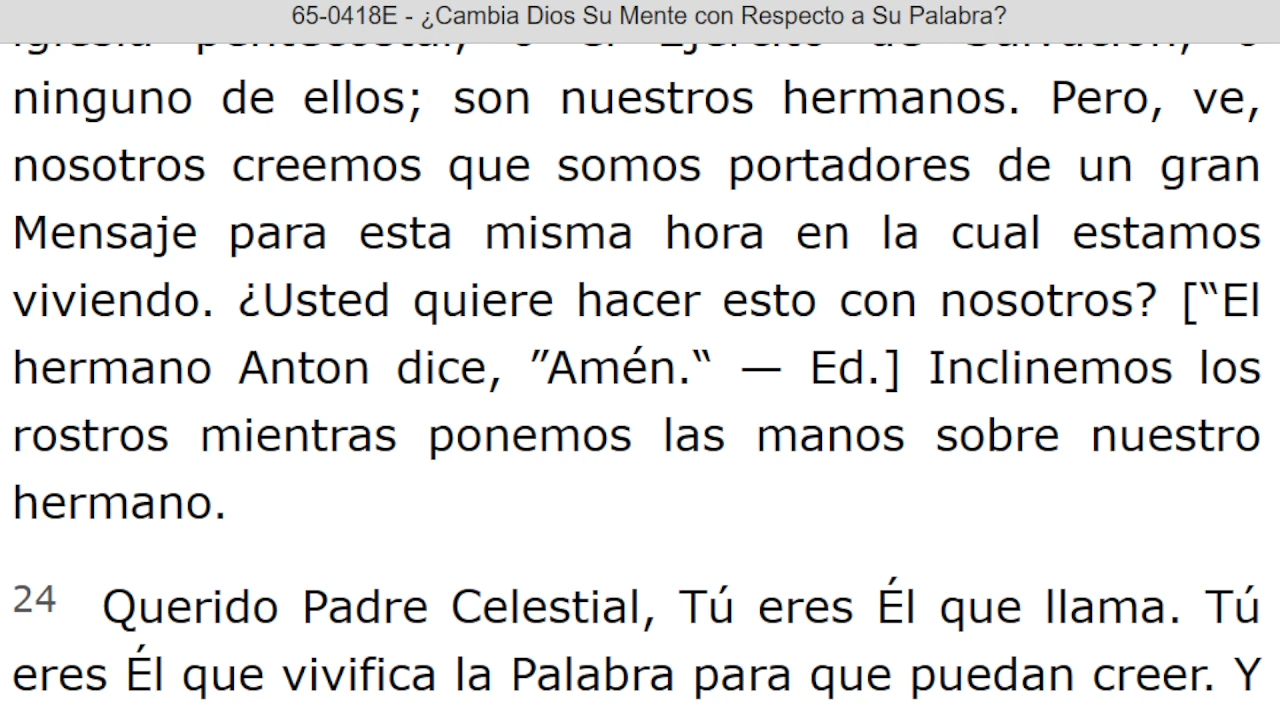 65-0418E - ¿Cambia Dios Su Mente con Respecto a Su Palabra?
ninguno de ellos; son nuestros hermanos. Pero, ve,
nosotros creemos que somos portadores de un gran
Mensaje para esta misma hora en la cual estamos
viviendo. ¿Usted quiere hacer esto con nosotros? [“El
hermano Anton dice, ”Amén.“ — Ed.] Inclinemos los
rostros mientras ponemos las manos sobre nuestro
hermano.
24 Querido Padre Celestial, Tú eres Él que llama. Tú
eres Él que vivifica la Palabra para que puedan creer. Y